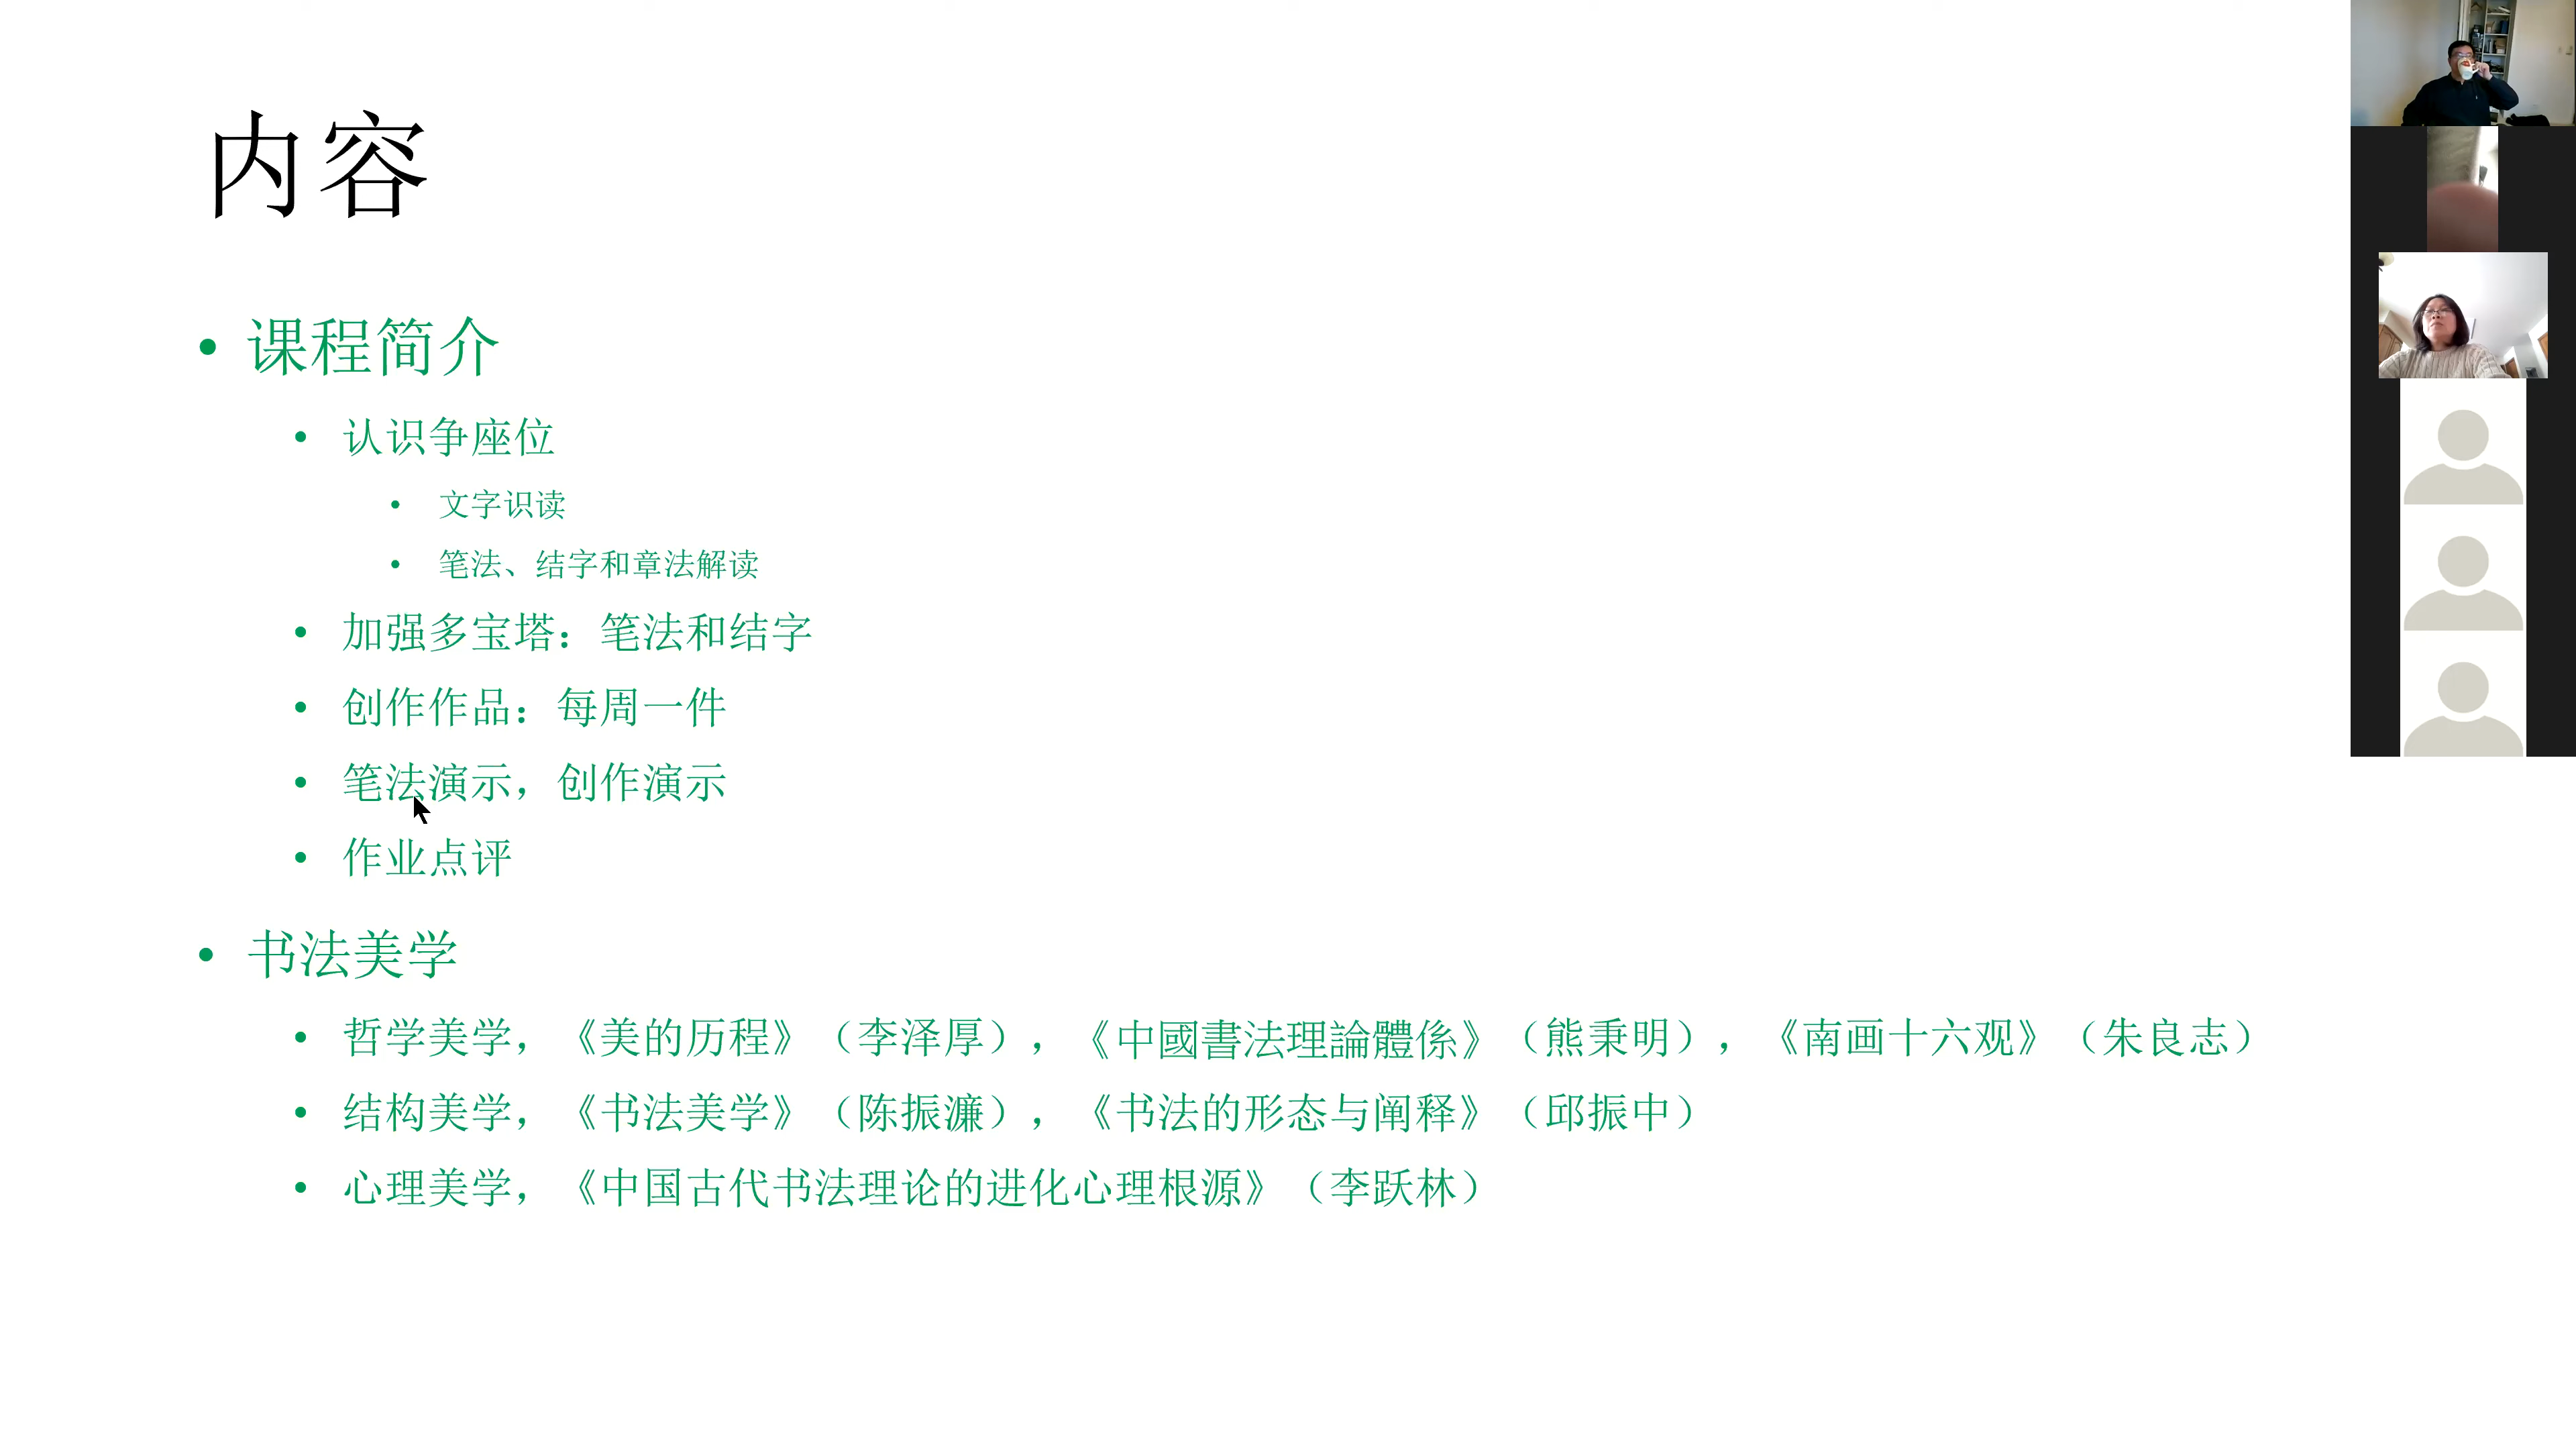 内容
• 课程简介
• 认识争座位
• 文字识读
• 笔法、结字和章法解读
• 加强多宝塔：笔法和结字
• 创作作品：每周一件
• 笔法演示，创作演示
• 作业点评
• 书法美学
• 哲学美学，《美的历程》（李泽厚），《中國書法理論體係》（熊秉明），《南画十六观》（朱良志）
• 结构美学，《书法美学》（陈振濂），《书法的形态与阐释》（邱振中）
• 心理美学，《中国古代书法理论的进化心理根源》（李跃林）